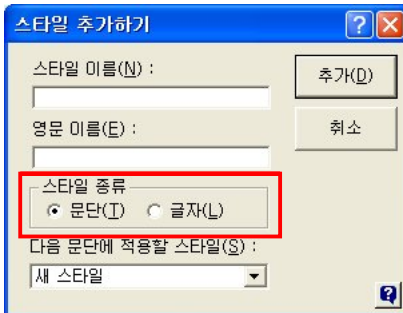 스타일 추가하기
스타일 이름(N) :
추가(D)
영문 이름(E) :
취소
스타일 종류
문단(T) 글자(L)
다음 문단에 적용할 스타일(S) :
새 스타일